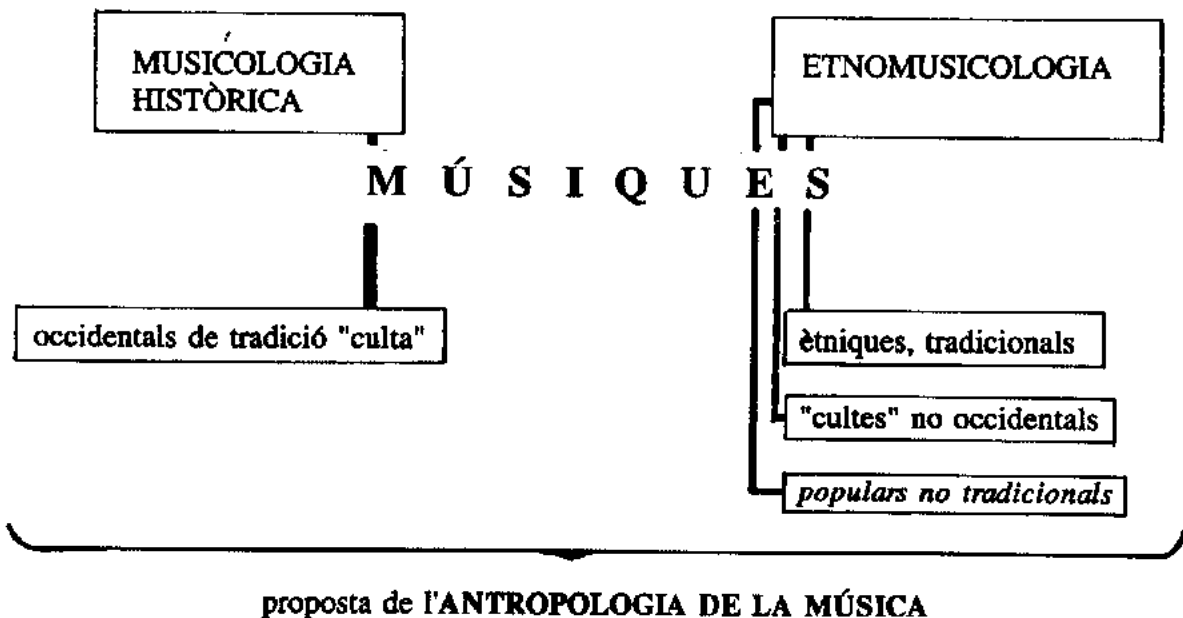 MUSICOLOGIA
HISTÒRICA
ETNOMUSICOLOGIA
MÚSIQUES
occidentals de tradició "culta"
ètniques, tradicionals
"cultes" no occidentals
populars no tradicionals
proposta de l'ANTROPOLOGIA DE LA MÚSICA